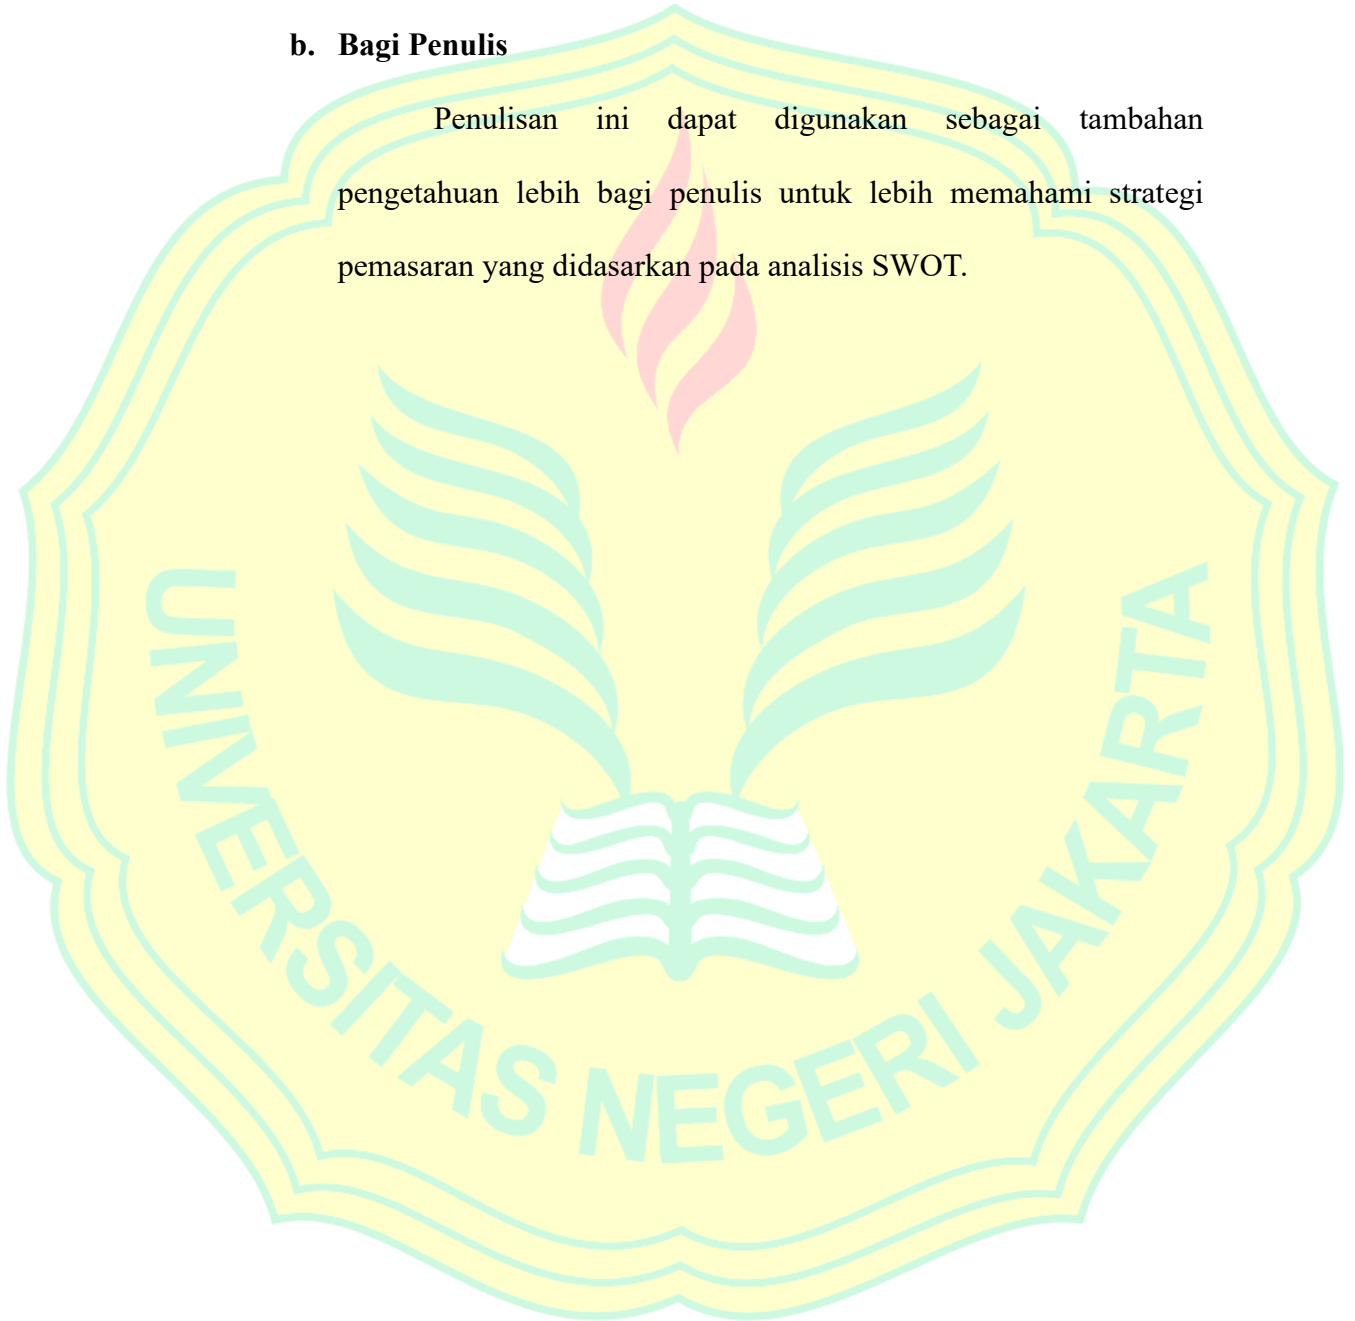 b. Bagi Penulis
Penulisan ini dapat digunakan sebagai tambahan
pengetahuan lebih bagi penulis untuk lebih memahami strategi
pemasaran yang didasarkan pada analisis SWOT.
UNIVERSITAS NEGERI JAKARTA